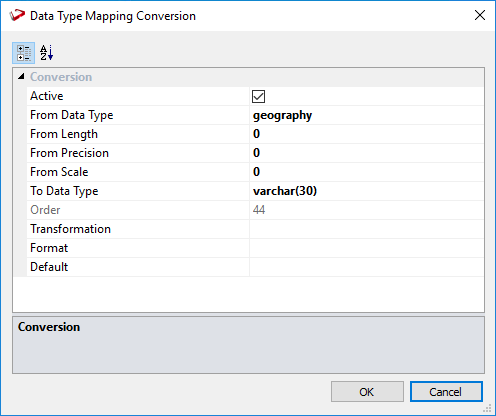 Data Type Mapping Conversion
Conversion
Active
From Data Type geography
From Length 0
From Precision 0
From Scale 0
To Data Type varchar(30)
Order 44
Transformation
Format
Default
Conversion
OK Cancel